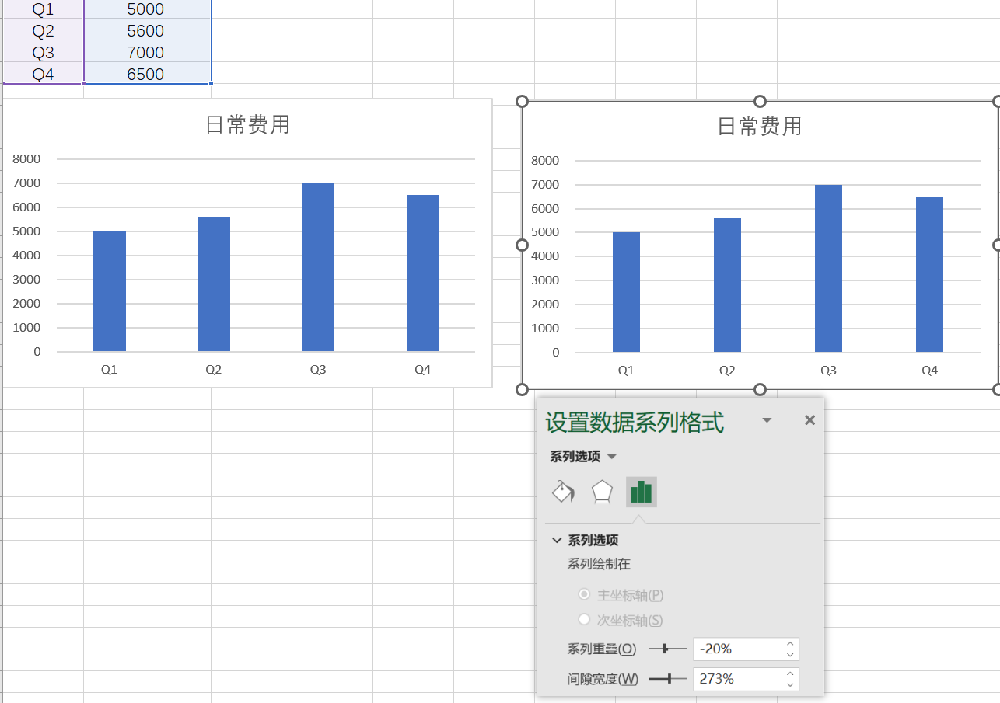 Q1 5000
Q2 5600
Q3 7000
Q4 6500
日常费用
8000
7000
6000
5000
4000
3000
2000
1000
0
Q1 Q2 Q3 Q4
日常费用
8000
7000
6000
5000
4000
3000
2000
1000
0
Q1 Q2 Q3 Q4
设置数据系列格式
系列选项
系列选项
系列绘制在
主坐标轴(P)
次坐标轴(S)
系列重叠(O) -20%
间隙宽度(W) 273%